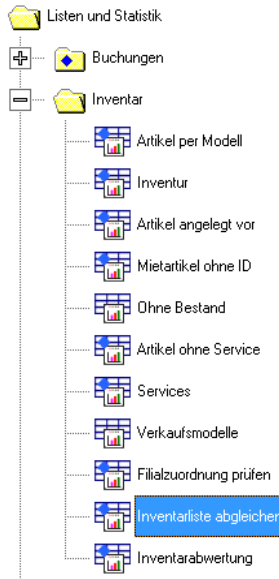 Listen und Statistik
Buchungen
Inventar
Artikel per Modell
Inventur
Artikel angelegt vor
Mietartikel ohne ID
Ohne Bestand
Artikel ohne Service
Services
Verkaufsmodelle
Filialzuordnung prüfen
Inventarliste abgleichen
Inventarabwertung